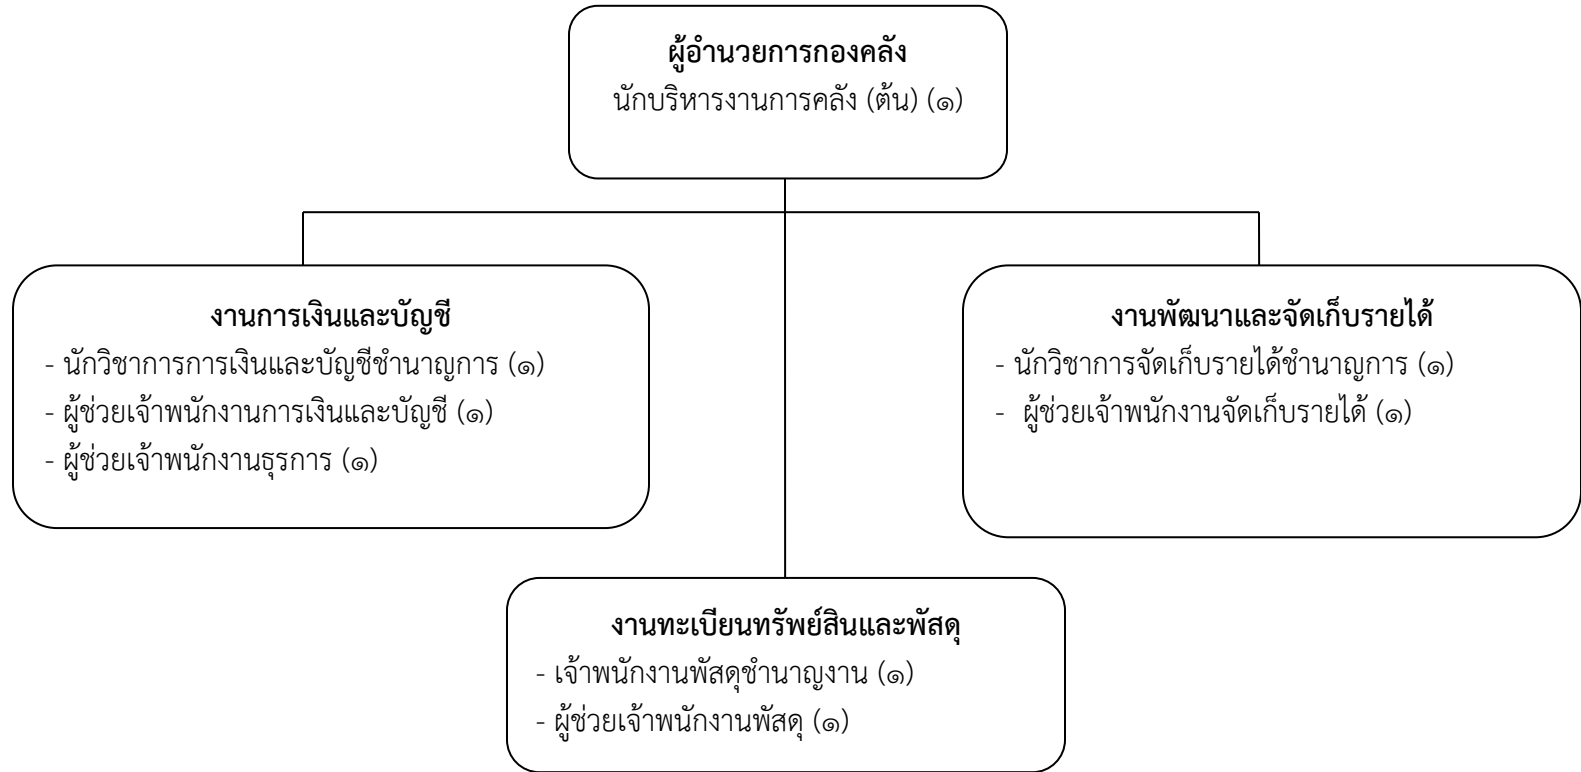 ผู้อำนวยการกองคลัง
นักบริหารงานการคลัง (ต้น) (๑)
งานการเงินและบัญชี
- นักวิชาการการเงินและบัญชีชำนาญการ (๑)
- ผู้ช่วยเจ้าพนักงานการเงินและบัญชี (๑)
- ผู้ช่วยเจ้าพนักงานธุรการ (๑)
งานพัฒนาและจัดเก็บรายได้
- นักวิชาการจัดเก็บรายได้ชำนาญการ (๑)
- ผู้ช่วยเจ้าพนักงานจัดเก็บรายได้ (๑)
งานทะเบียนทรัพย์สินและพัสดุ
- เจ้าพนักงานพัสดุชำนาญงาน (๑)
- ผู้ช่วยเจ้าพนักงานพัสดุ (๑)